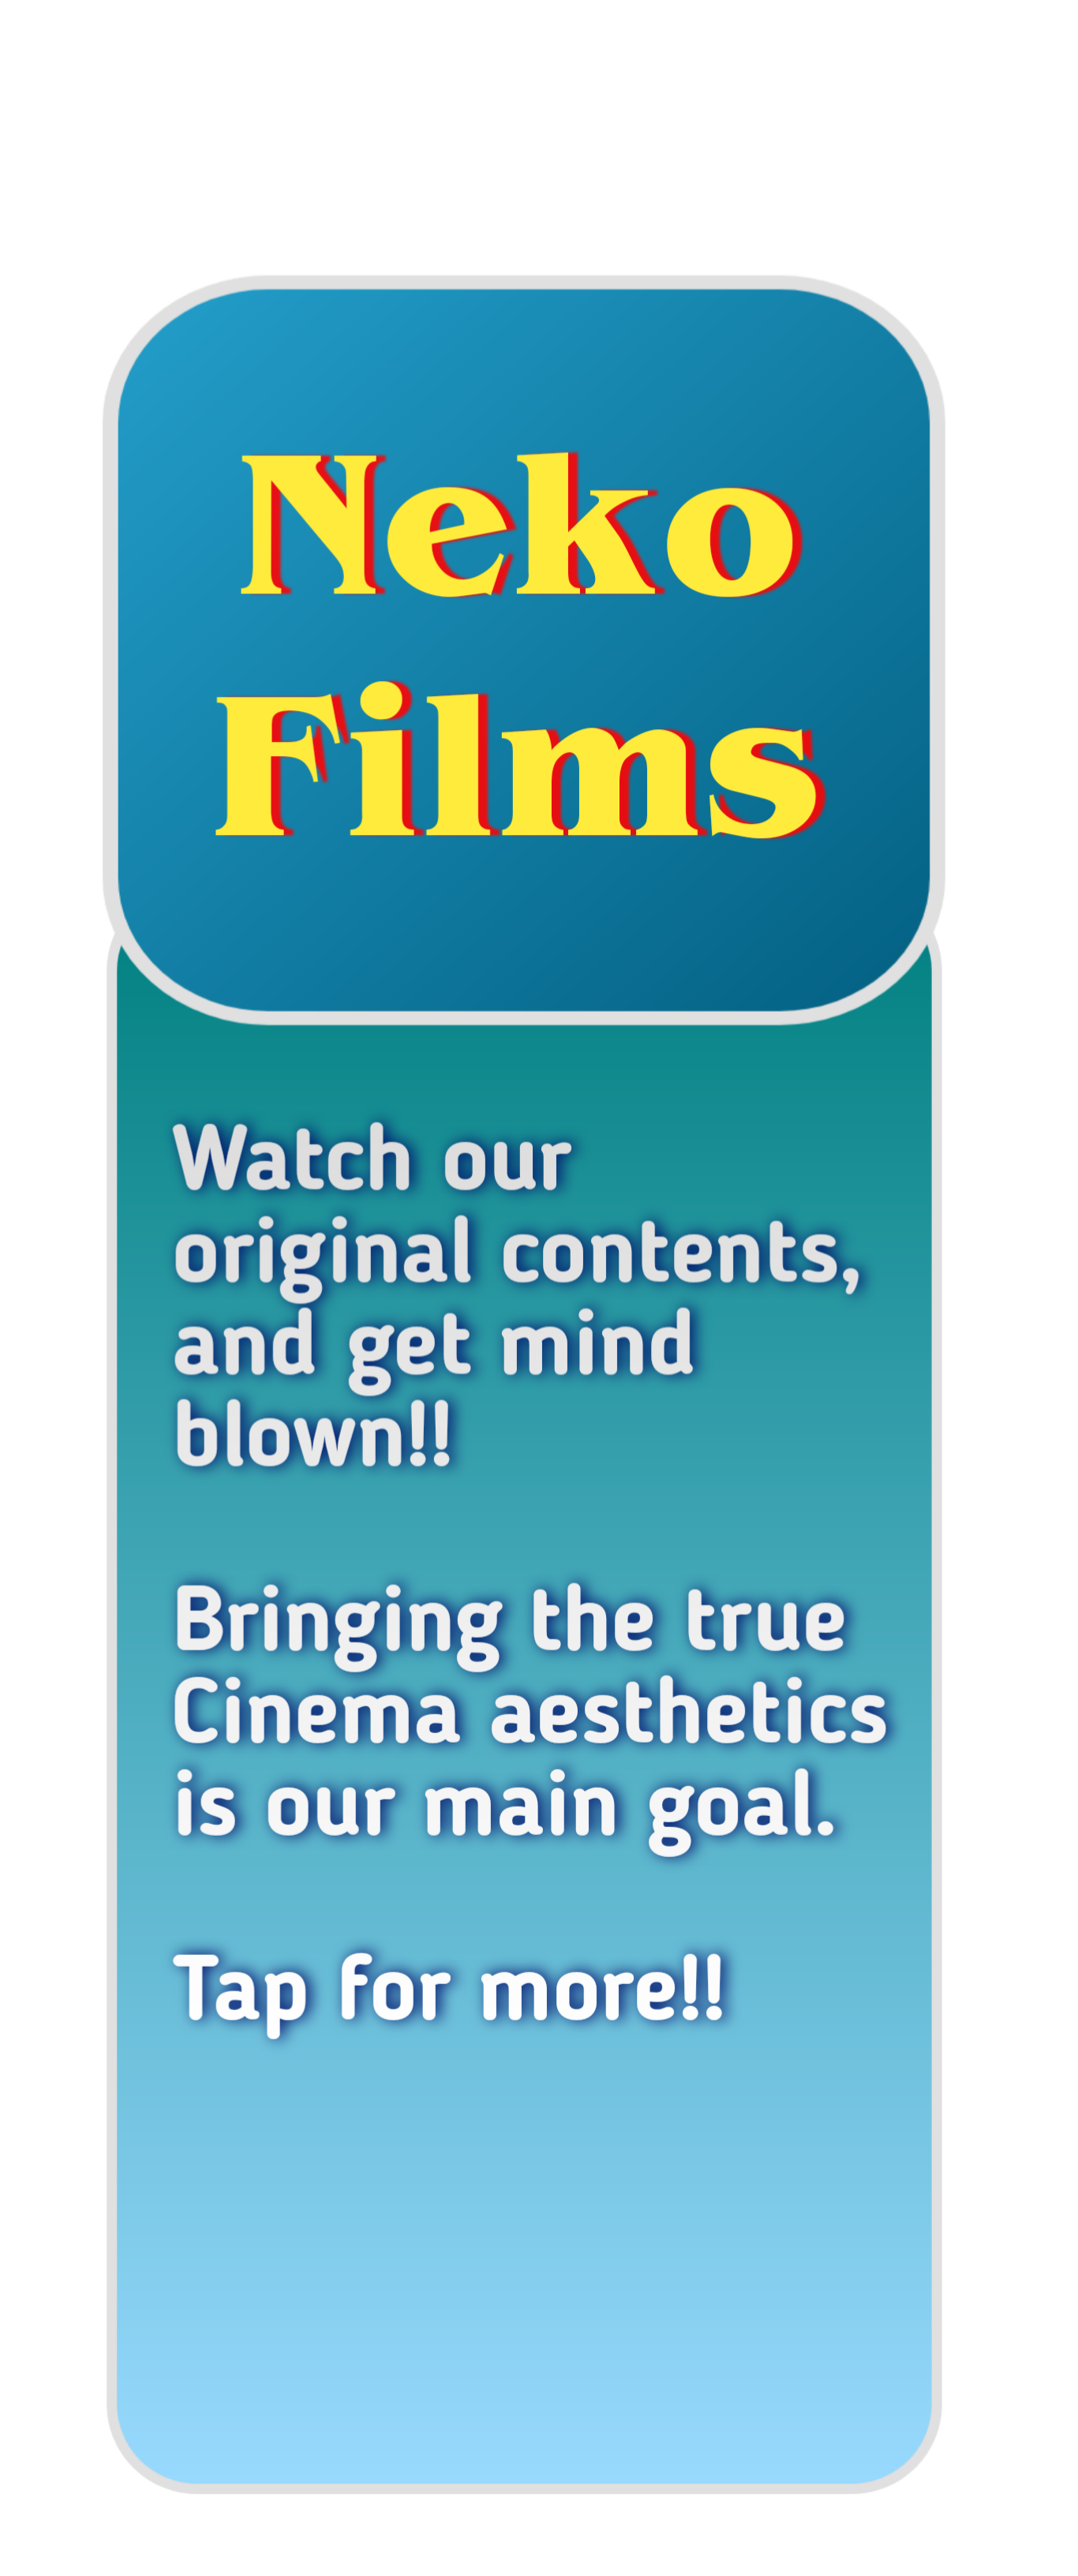 Neko
Films
Watch our
original contents,
and get mind
blown!!
Bringing the true
Cinema aesthetics
is our main goal.
Tap for more!!